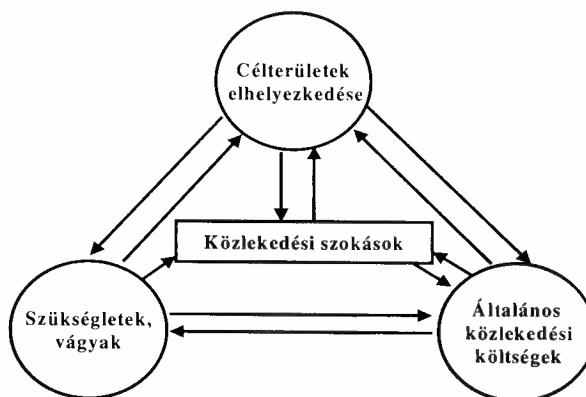 Célterületek
elhelyezkedése
Közlekedési szokások
Szükségletek,
vágyak
Általános
közlekedési
költségek